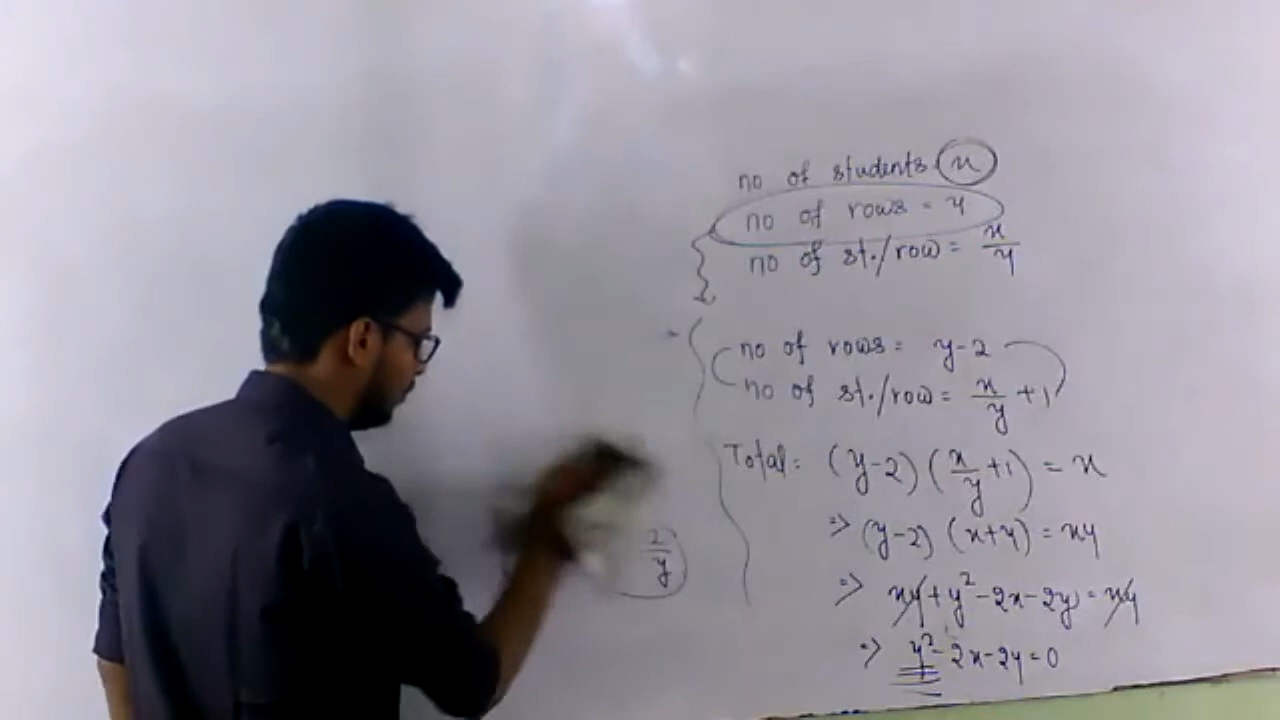 no of students x
no of rows = y
no of st./row = x/y
no of rows = y-2
no of st./row = x/y + 1
Total: (y-2) (x/y + 1) = x
=> (y-2) (x+y) = xy
=> xy + y² - 2x - 2y = xy
=> y² - 2x - 2y = 0
2/y